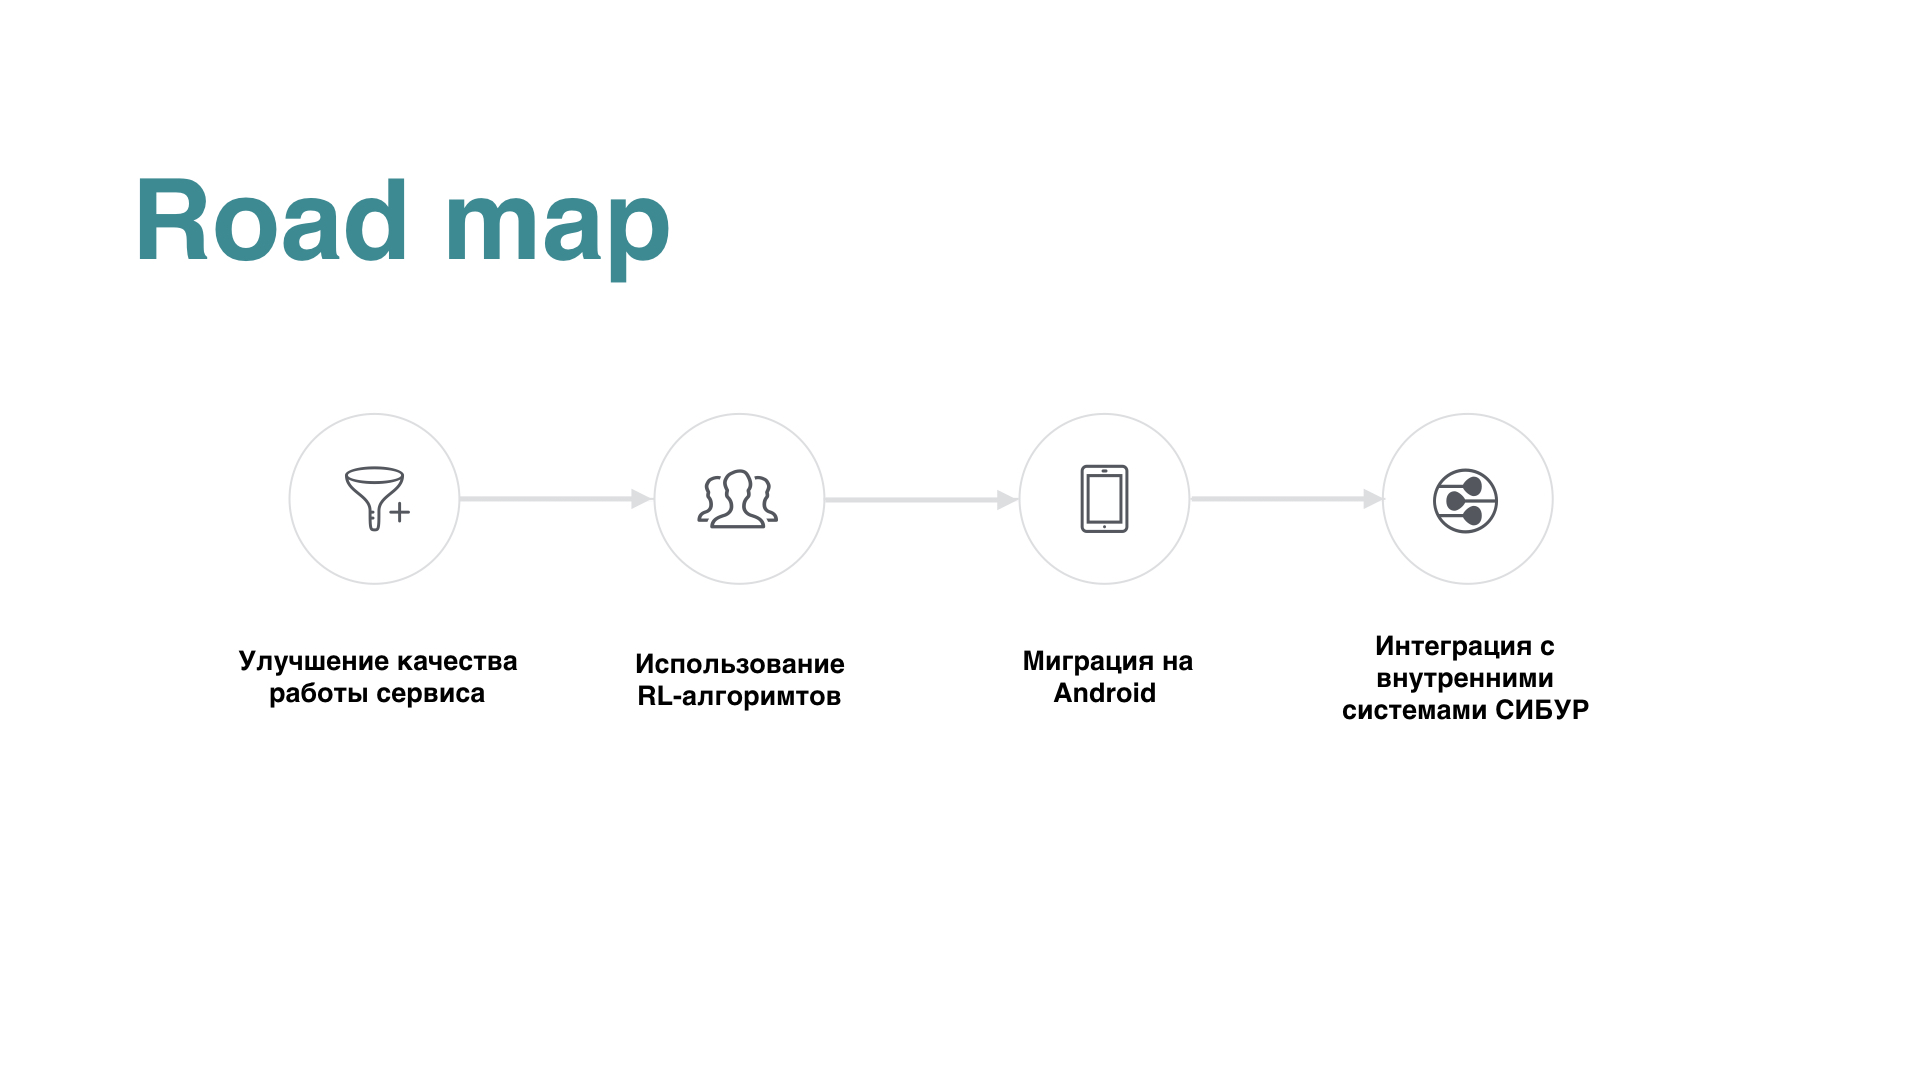 Road map
Улучшение качества
работы сервиса
Использование
RL-алгоримтов
Миграция на
Android
Интеграция с
внутренними
системами СИБУР